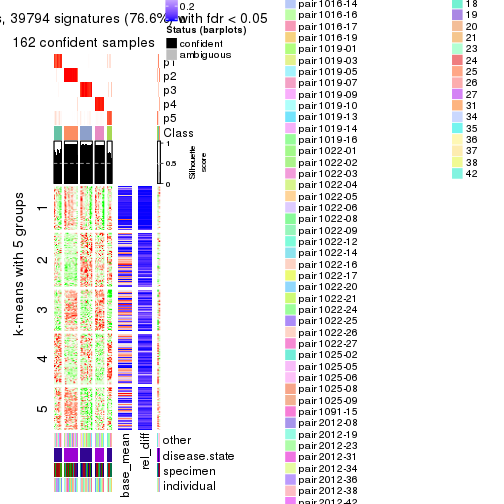 0.2
, 39794 signatures (76.6%) with fdr < 0.05
Status (barplots)
confident
ambiguous
162 confident samples
p1
p2
p3
p4
p5
Class
1
0.5
0
Silhouette
score
k-means with 5 groups
1
2
3
4
5
base_mean
rel_diff
other
disease.state
specimen
individual
pair1016-14
pair1016-16
pair1016-17
pair1016-19
pair1019-01
pair1019-03
pair1019-05
pair1019-07
pair1019-10
pair1019-13
pair1019-14
pair1019-16
pair1022-01
pair1022-02
pair1022-03
pair1022-04
pair1022-05
pair1022-06
pair1022-08
pair1022-09
pair1022-12
pair1022-14
pair1022-16
pair1022-17
pair1022-20
pair1022-21
pair1022-24
pair1022-25
pair1022-26
pair1022-27
pair1025-02
pair1025-05
pair1025-06
pair1025-08
pair1025-09
pair1091-15
pair2012-08
pair2012-19
pair2012-23
pair2012-31
pair2012-34
pair2012-36
pair2012-38
pair2012-42
18
19
20
21
23
24
25
26
27
31
34
35
36
37
38
42